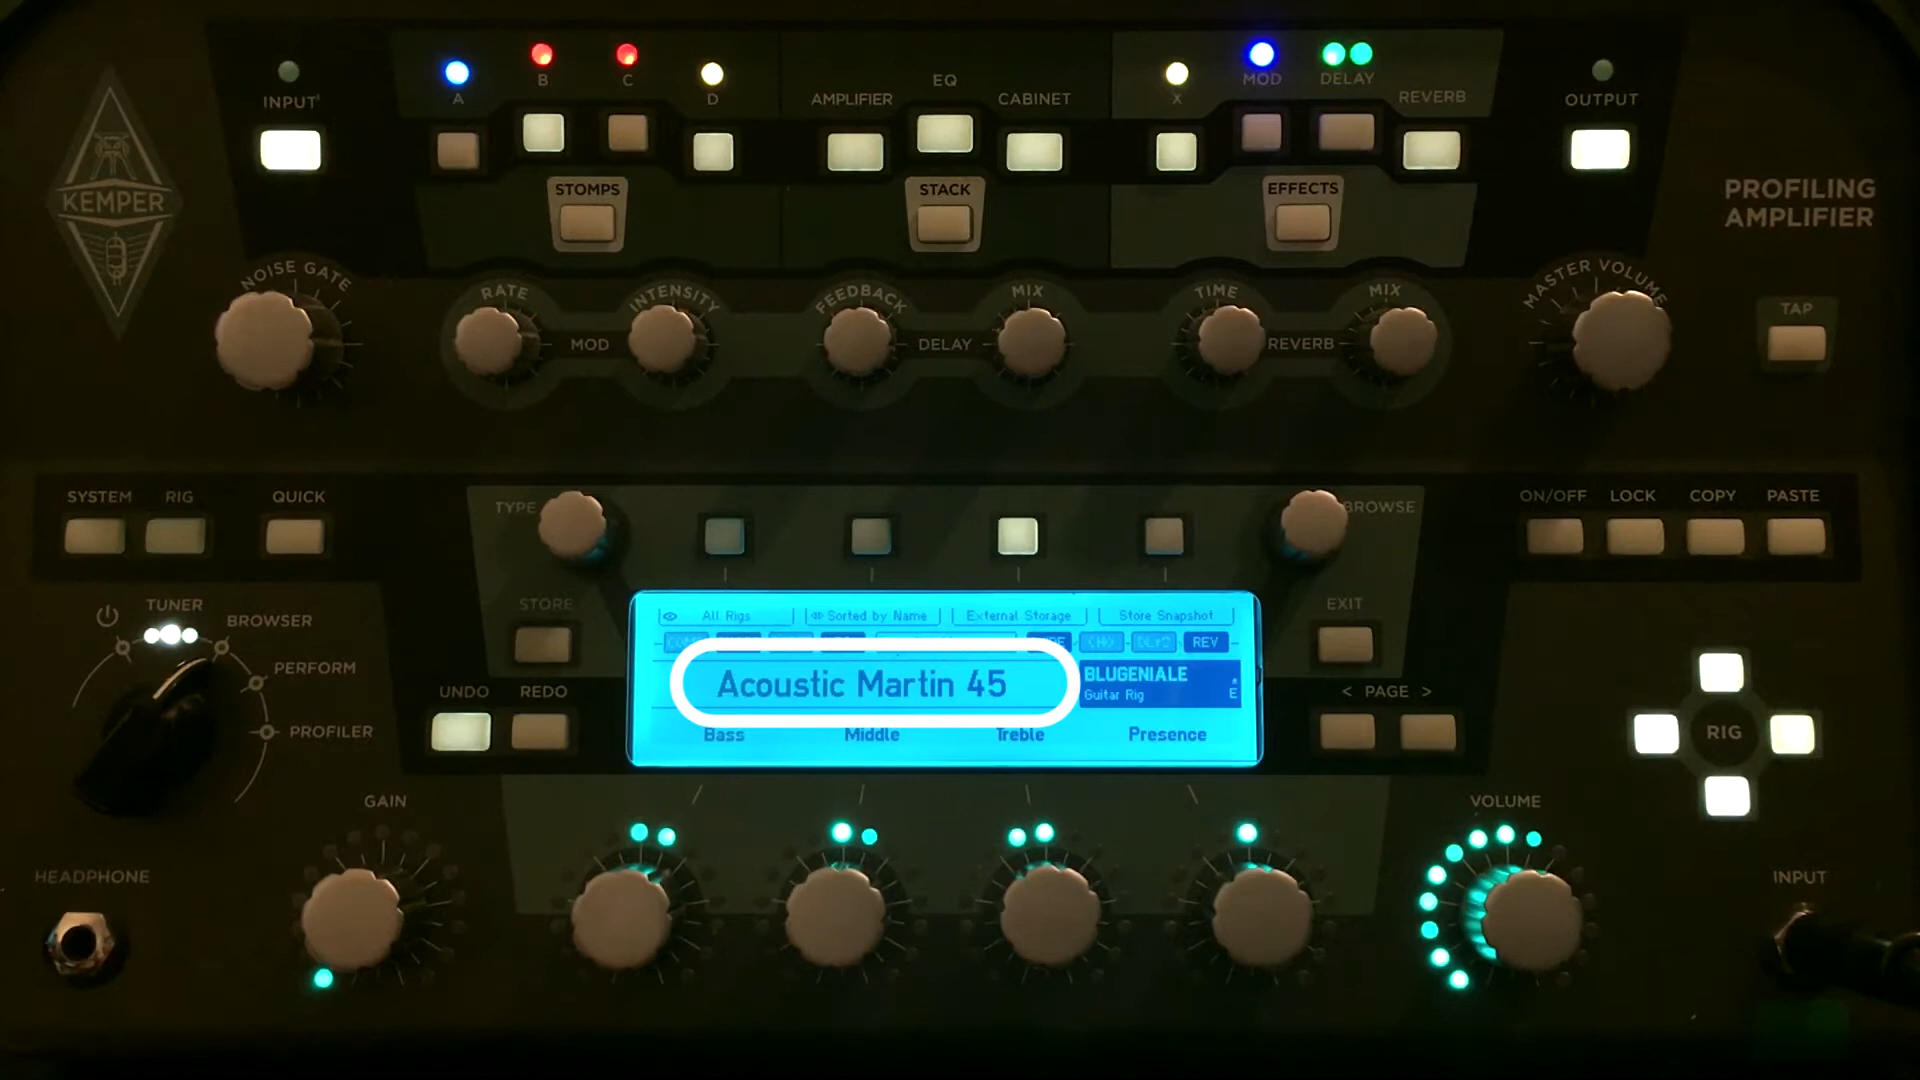 INPUT
A
B
C
D
AMPLIFIER
EQ
CABINET
X
MOD
DELAY
REVERB
OUTPUT
KEMPER
STOMPS
STACK
EFFECTS
PROFILING
AMPLIFIER
NOISE GATE
RATE
INTENSITY
FEEDBACK
MIX
TIME
MIX
MASTER VOLUME
TAP
MOD
DELAY
REVERB
SYSTEM
RIG
QUICK
TYPE
BROWSE
ON/OFF
LOCK
COPY
PASTE
TUNER
BROWSER
PERFORM
PROFILER
STORE
EXIT
All Rigs
Sorted by Name
External Storage
Store Snapshot
REV
UNDO
REDO
Acoustic Martin 45
BLUGENIALE
Guitar Rig
E
< PAGE >
Bass
Middle
Treble
Presence
RIG
GAIN
VOLUME
HEADPHONE
INPUT